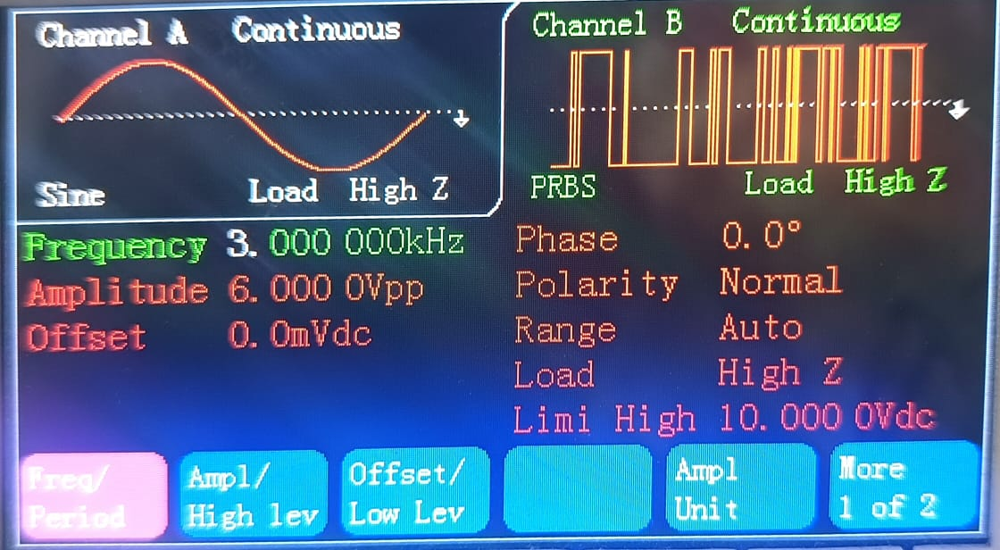 Channel A Continuous
Sine Load High Z
Channel B Continuous
PRBS Load High Z
Frequency 3.000 000kHz
Amplitude 6.000 0Vpp
Offset 0.0mVdc
Phase 0.0°
Polarity Normal
Range Auto
Load High Z
Limi High 10.000 0Vdc
Freq/
Period
Ampl/
High lev
Offset/
Low Lev
Ampl
Unit
More
1 of 2